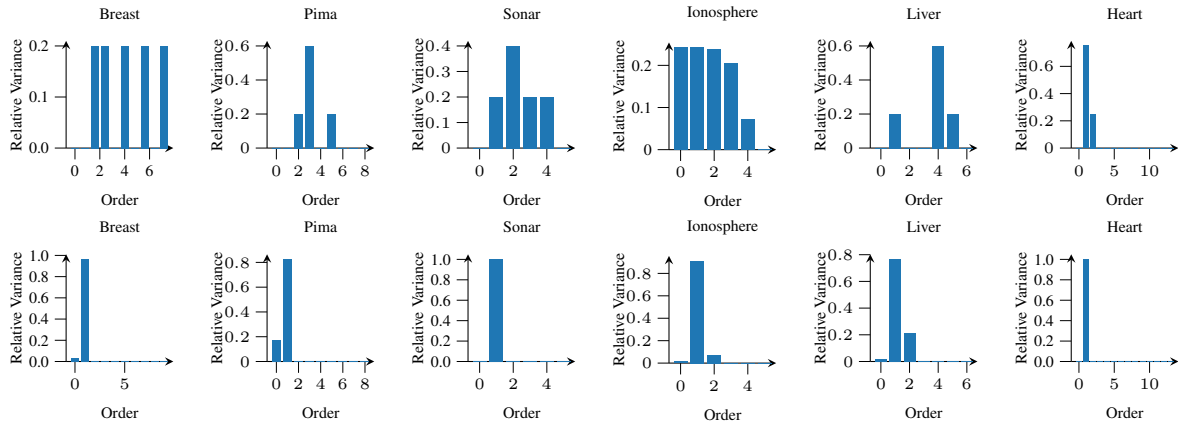 Breast
Relative Variance
0.2
0.1
0.0
0 2 4 6
Order
Pima
Relative Variance
0.6
0.4
0.2
0
0 2 4 6 8
Order
Sonar
Relative Variance
0.4
0.3
0.2
0.1
0
0 2 4
Order
Ionosphere
Relative Variance
0.2
0.1
0
0 2 4
Order
Liver
Relative Variance
0.6
0.4
0.2
0
0 2 4 6
Order
Heart
Relative Variance
0.6
0.4
0.2
0
0 5 10
Order
Breast
Relative Variance
1.0
0.8
0.6
0.4
0.2
0.0
0 5
Order
Pima
Relative Variance
0.8
0.6
0.4
0.2
0
0 2 4 6 8
Order
Sonar
Relative Variance
1.0
0.8
0.6
0.4
0.2
0.0
0 2 4
Order
Ionosphere
Relative Variance
0.8
0.6
0.4
0.2
0
0 2 4
Order
Liver
Relative Variance
0.8
0.6
0.4
0.2
0
0 2 4 6
Order
Heart
Relative Variance
1.0
0.8
0.6
0.4
0.2
0.0
0 5 10
Order